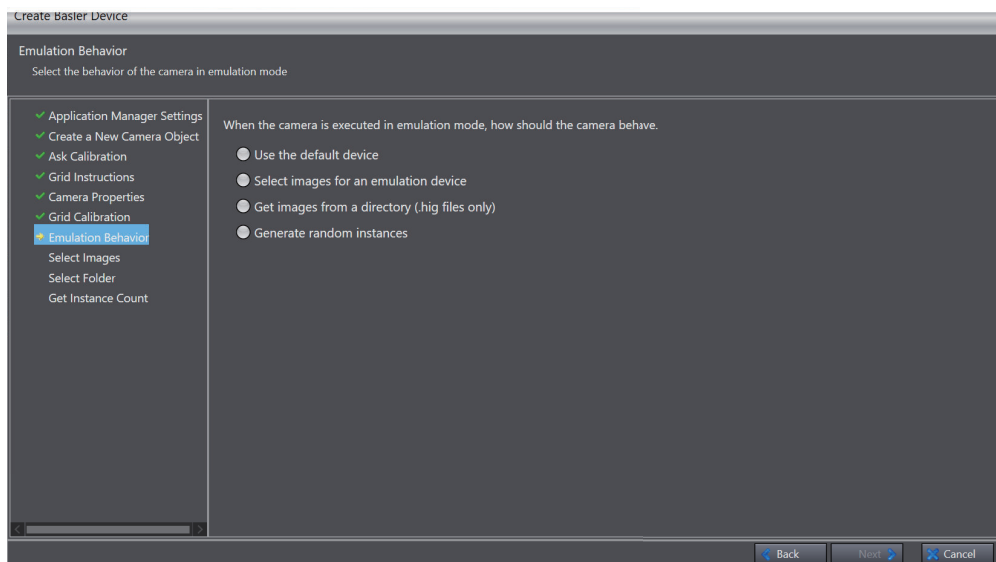 Create Basler Device
Emulation Behavior
Select the behavior of the camera in emulation mode
Application Manager Settings
Create a New Camera Object
Ask Calibration
Grid Instructions
Camera Properties
Grid Calibration
Emulation Behavior
Select Images
Select Folder
Get Instance Count
When the camera is executed in emulation mode, how should the camera behave.
Use the default device
Select images for an emulation device
Get images from a directory (.hig files only)
Generate random instances
Back
Next
Cancel